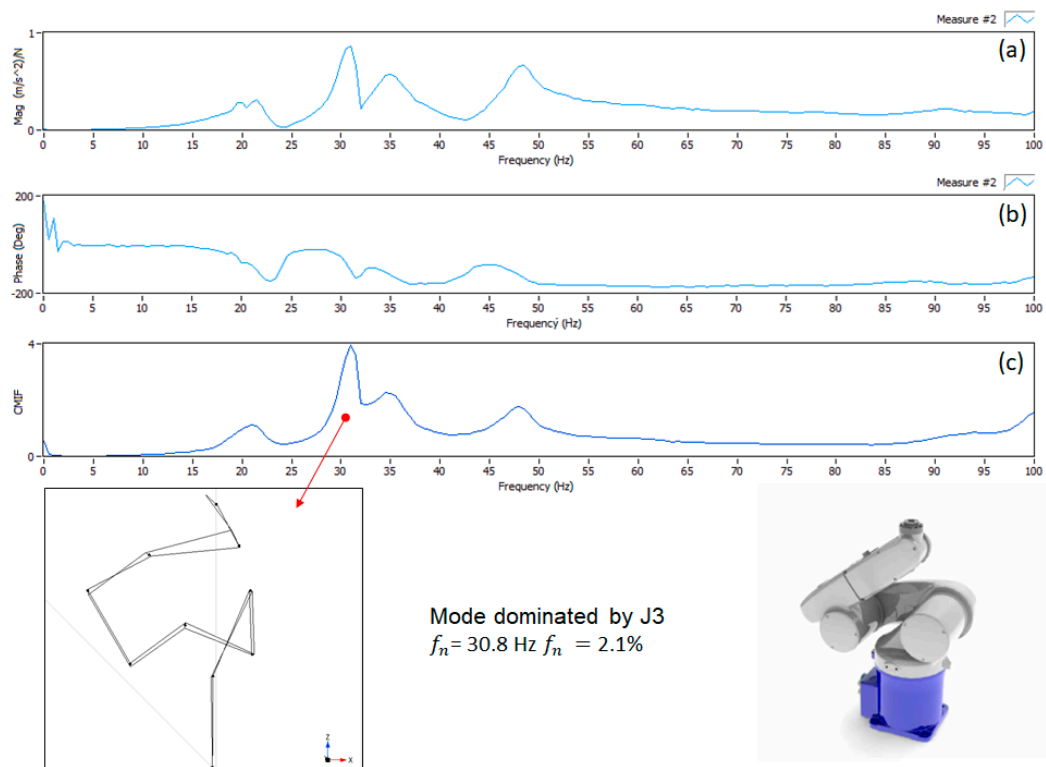 Measure #2
(a)
1
Mag (m/s^2)/N
0
0 5 10 15 20 25 30 35 40 45 50 55 60 65 70 75 80 85 90 95 100
Frequency (Hz)
Measure #2
(b)
200
Phase (Deg)
-200
0 5 10 15 20 25 30 35 40 45 50 55 60 65 70 75 80 85 90 95 100
Frequency (Hz)
(c)
4
CMIF
0
0 5 10 15 20 25 30 35 40 45 50 55 60 65 70 75 80 85 90 95 100
Frequency (Hz)
Mode dominated by J3
f_n= 30.8 Hz f_n = 2.1%
Z
X